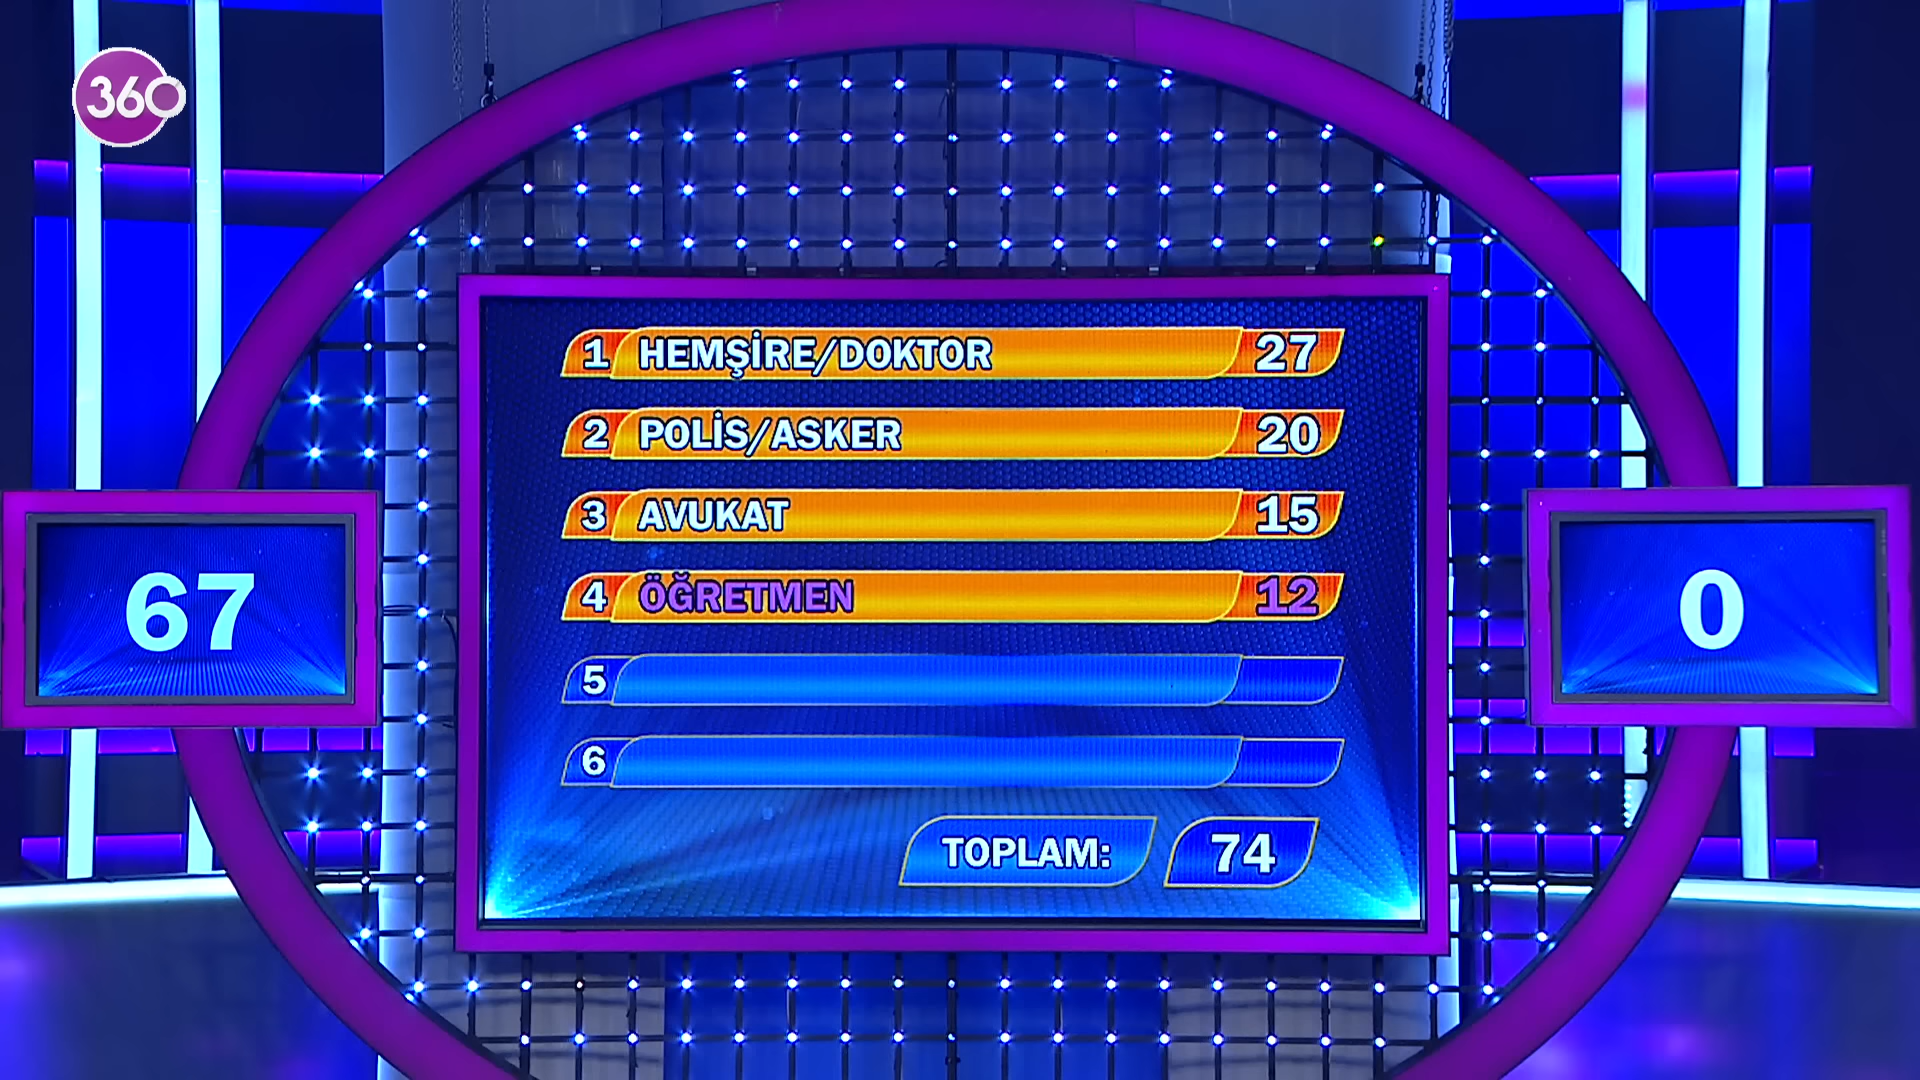 360
1 HEMŞİRE/DOKTOR 27
2 POLİS/ASKER 20
3 AVUKAT 15
4 ÖĞRETMEN 12
5
6
TOPLAM: 74
67
0